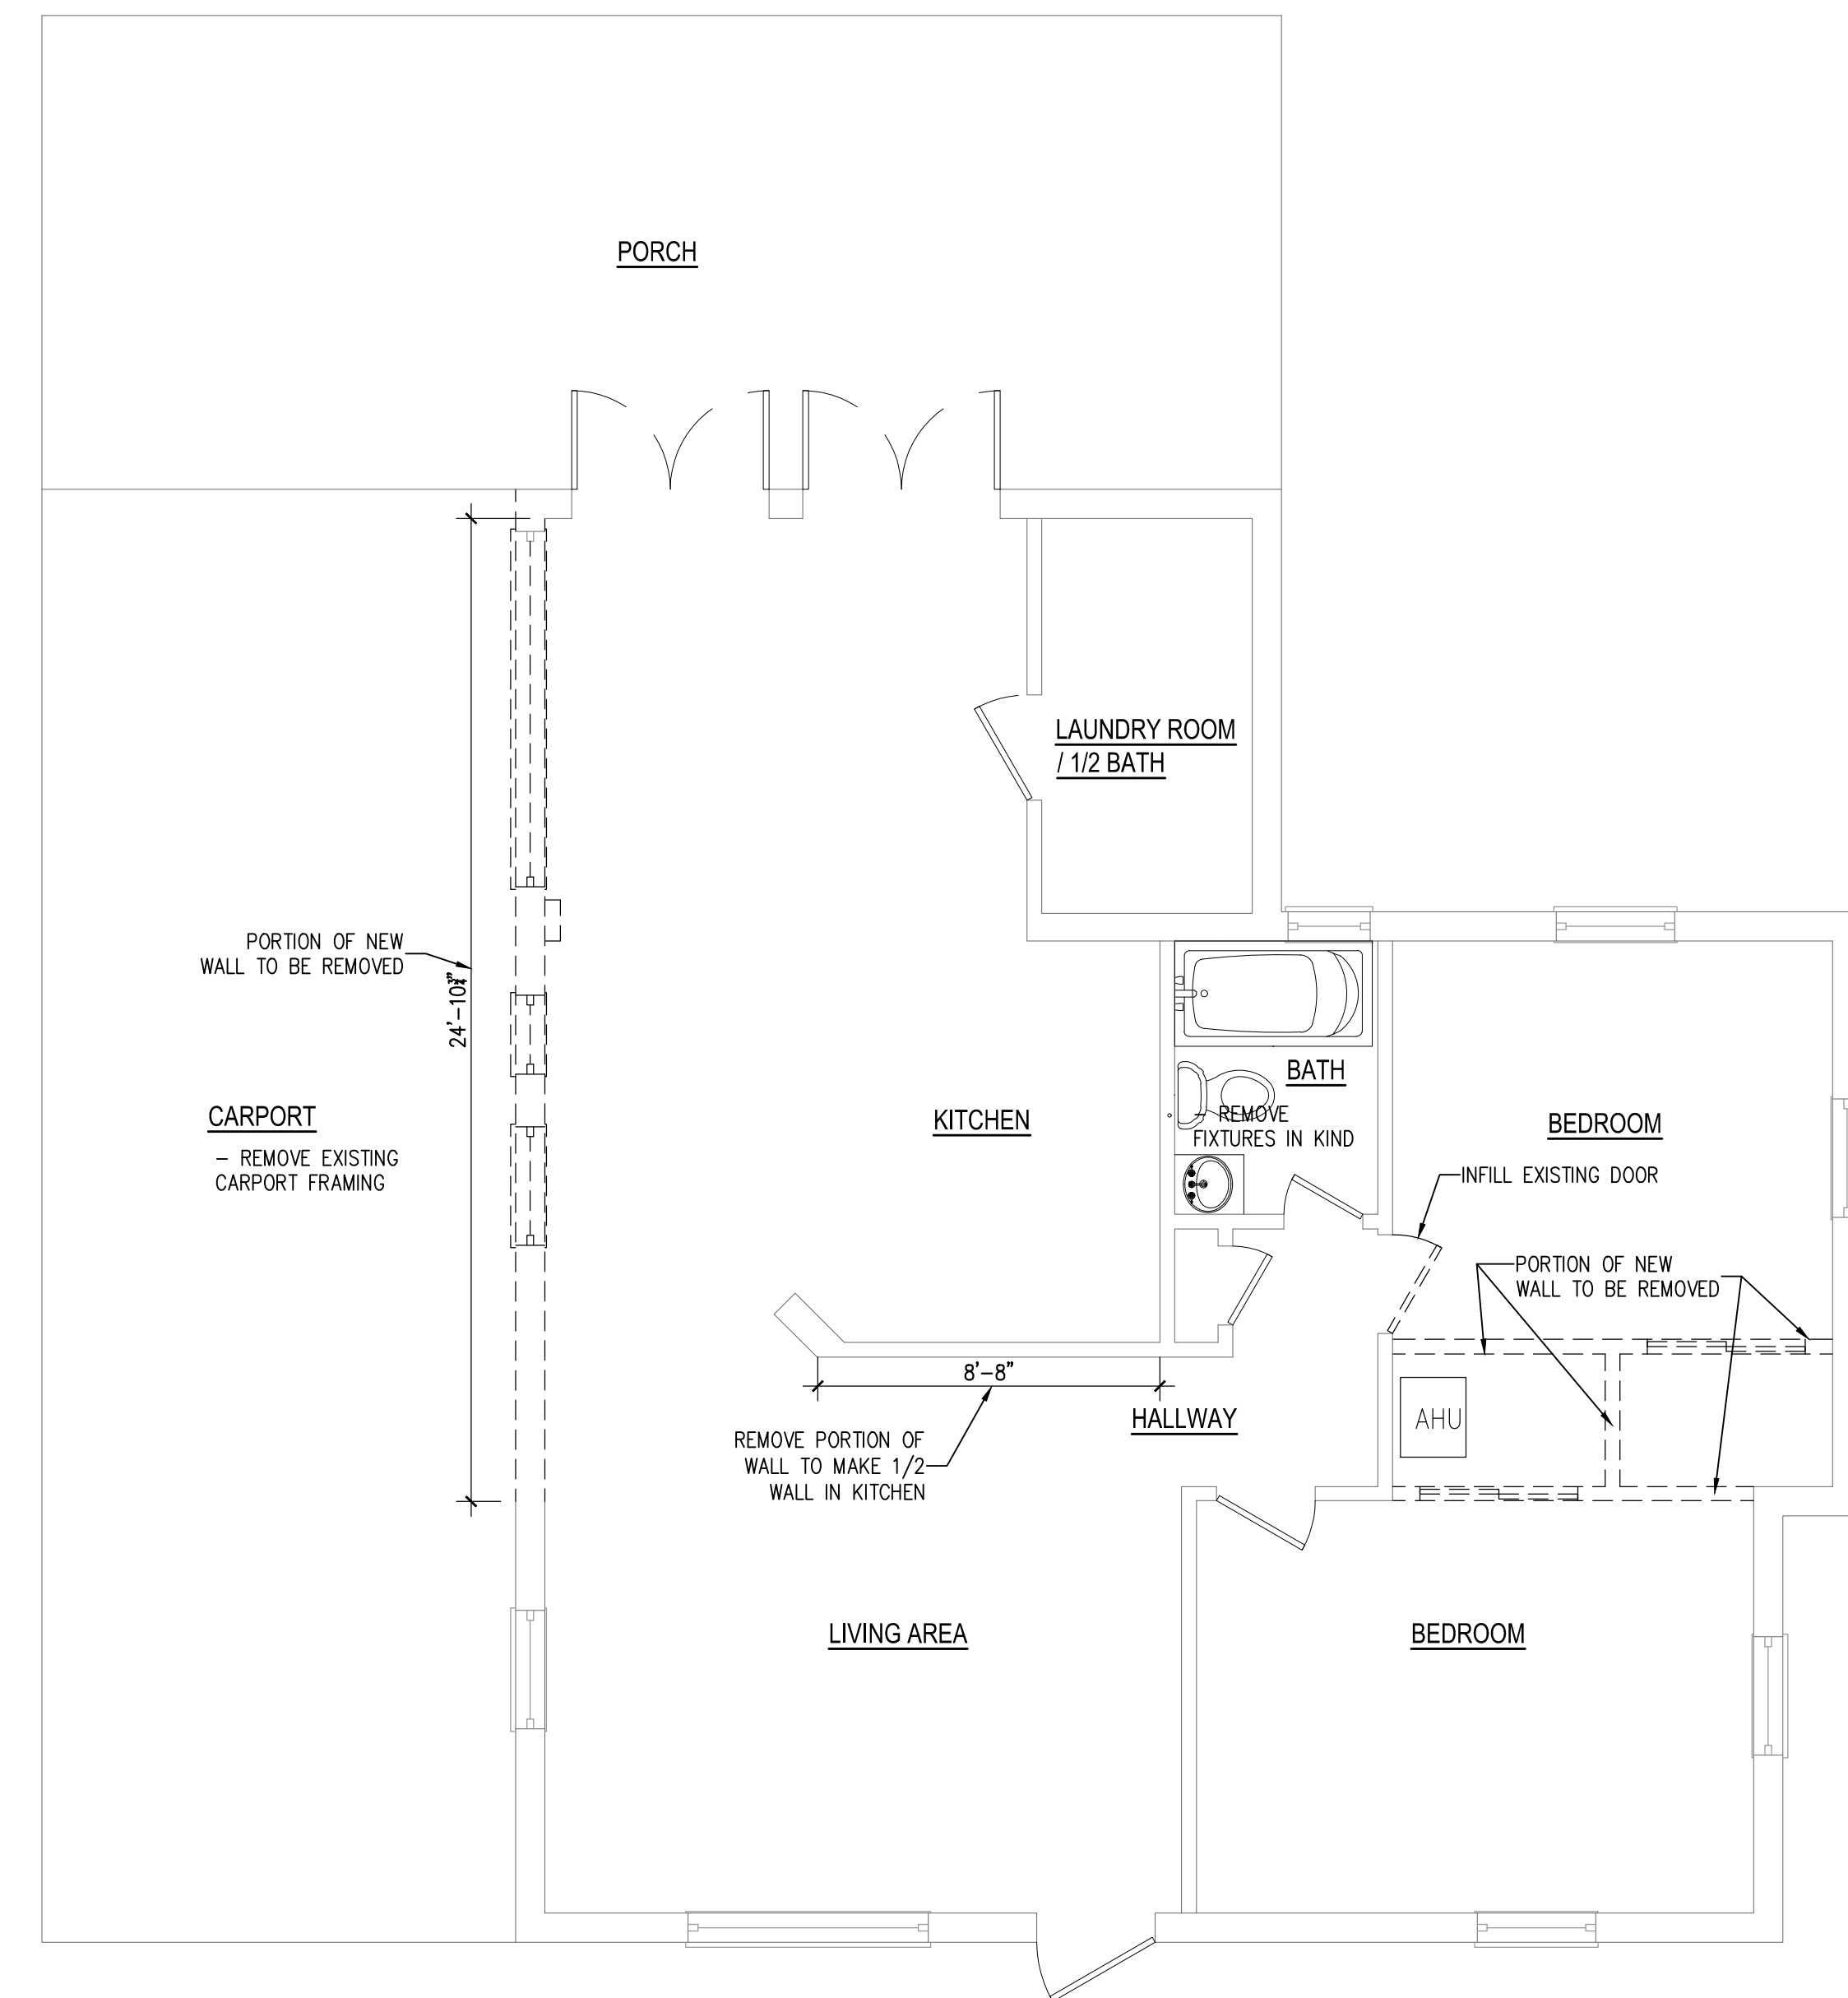 PORCH
LAUNDRY ROOM
/ 1/2 BATH
PORTION OF NEW
WALL TO BE REMOVED
CARPORT
– REMOVE EXISTING
CARPORT FRAMING
KITCHEN
BATH
– REMOVE
FIXTURES IN KIND
BEDROOM
INFILL EXISTING DOOR
PORTION OF NEW
WALL TO BE REMOVED
8'–8"
HALLWAY
AHU
REMOVE PORTION OF
WALL TO MAKE 1/2
WALL IN KITCHEN
LIVING AREA
BEDROOM